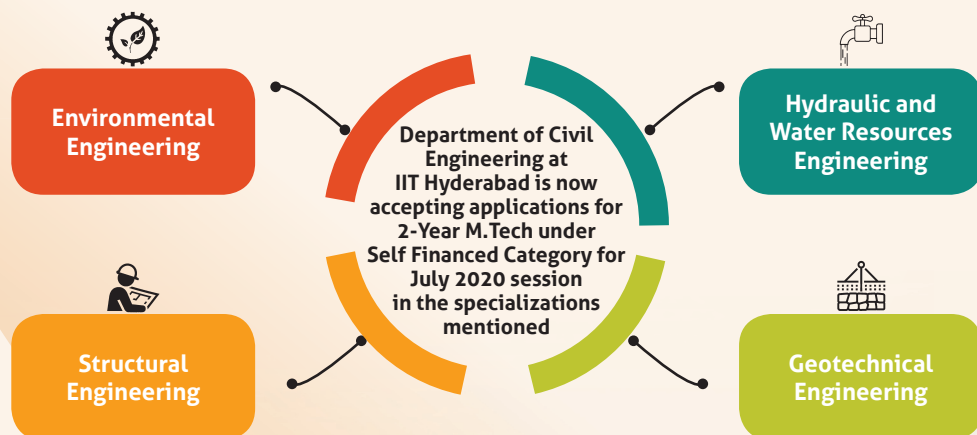 Environmental
Engineering
Hydraulic and
Water Resources
Engineering
Department of Civil
Engineering at
IIT Hyderabad is now
accepting applications for
2-Year M.Tech under
Self Financed Category for
July 2020 session
in the specializations
mentioned
Structural
Engineering
Geotechnical
Engineering